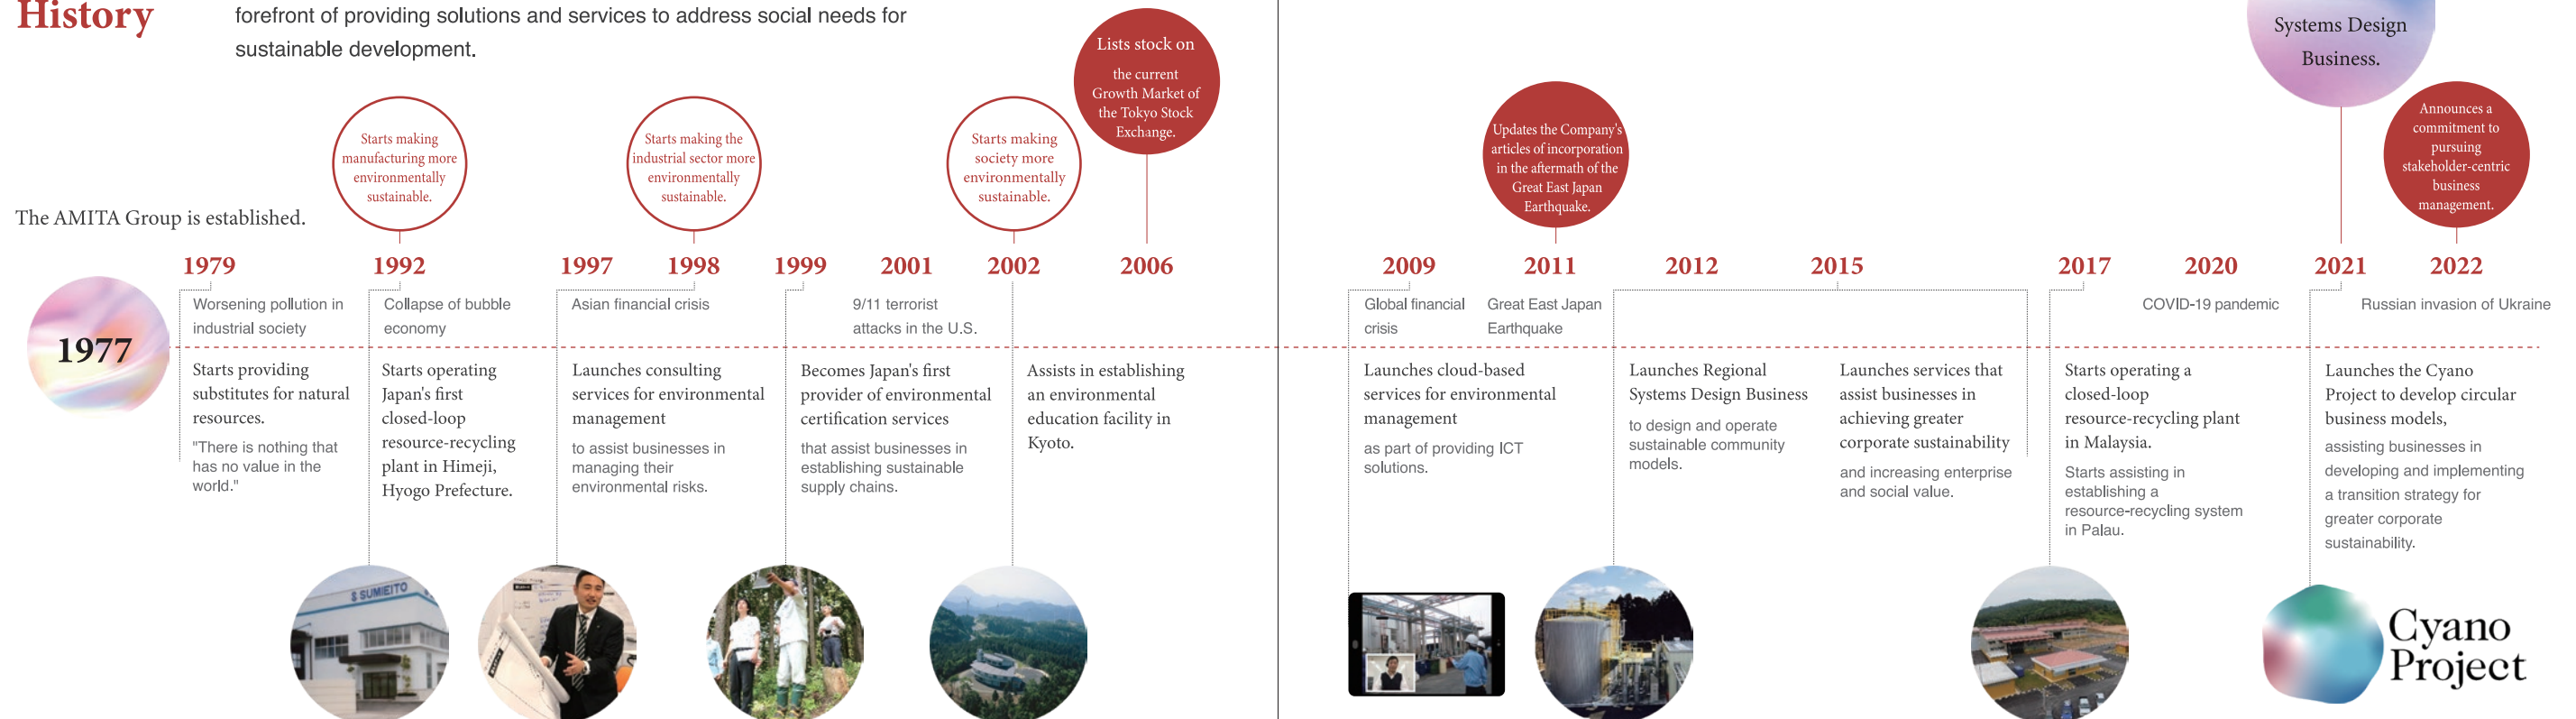 History
forefront of providing solutions and services to address social needs for
sustainable development.
Lists stock on
the current
Growth Market of
the Tokyo Stock
Exchange.
Systems Design
Business.
Starts making
manufacturing more
environmentally
sustainable.
Starts making the
industrial sector more
environmentally
sustainable.
Starts making
society more
environmentally
sustainable.
Updates the Company's
articles of incorporation
in the aftermath of the
Great East Japan
Earthquake.
Announces a
commitment to
pursuing
stakeholder-centric
business
management.
The AMITA Group is established.
1977
1979
Worsening pollution in
industrial society
Starts providing
substitutes for natural
resources.
"There is nothing that
has no value in the
world."
1992
Collapse of bubble
economy
Starts operating
Japan's first
closed-loop
resource-recycling
plant in Himeji,
Hyogo Prefecture.
1997
1998
Asian financial crisis
Launches consulting
services for environmental
management
to assist businesses in
managing their
environmental risks.
1999
2001
9/11 terrorist
attacks in the U.S.
Becomes Japan's first
provider of environmental
certification services
that assist businesses in
establishing sustainable
supply chains.
2002
2006
Assists in establishing
an environmental
education facility in
Kyoto.
2009
Global financial
crisis
Launches cloud-based
services for environmental
management
as part of providing ICT
solutions.
2011
Great East Japan
Earthquake
2012
2015
Launches Regional
Systems Design Business
to design and operate
sustainable community
models.
Launches services that
assist businesses in
achieving greater
corporate sustainability
and increasing enterprise
and social value.
2017
2020
COVID-19 pandemic
Starts operating a
closed-loop
resource-recycling plant
in Malaysia.
Starts assisting in
establishing a
resource-recycling system
in Palau.
2021
2022
Russian invasion of Ukraine
Launches the Cyano
Project to develop circular
business models,
assisting businesses in
developing and implementing
a transition strategy for
greater corporate
sustainability.
SUMIEITO
Cyano
Project